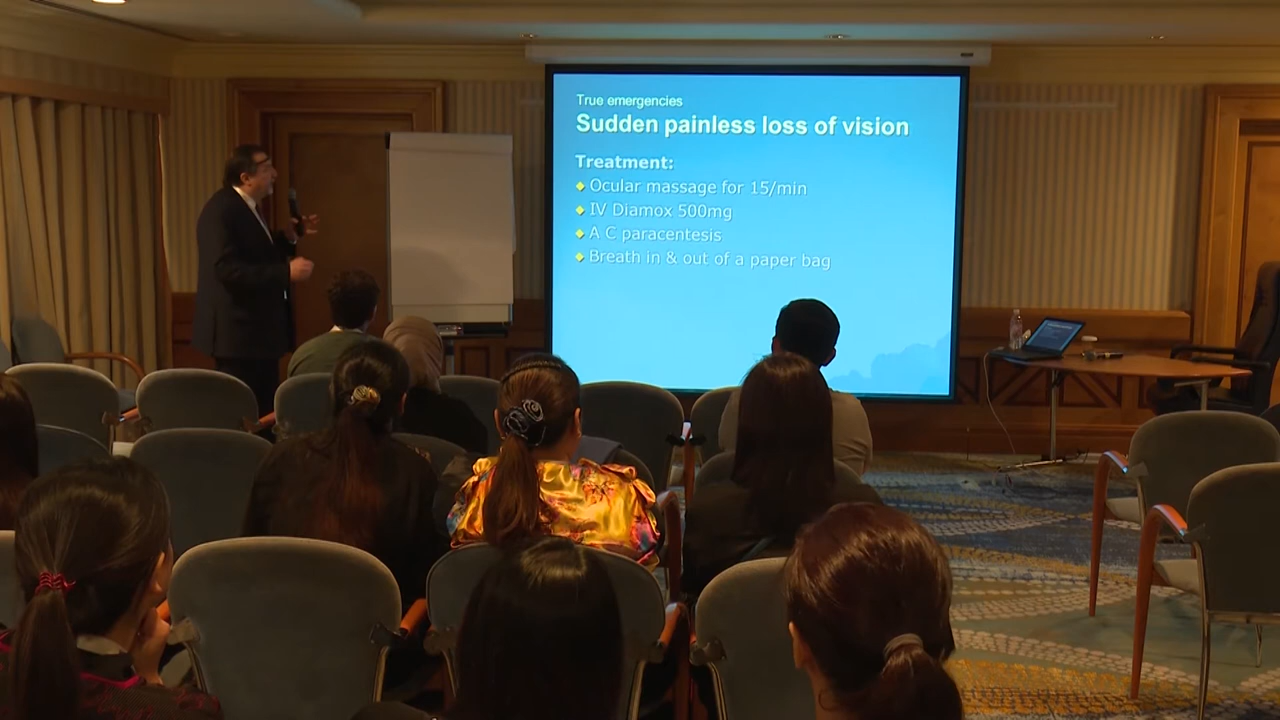 True emergencies
Sudden painless loss of vision
Treatment:
Ocular massage for 15/min
IV Diamox 500mg
A C paracentesis
Breath in & out of a paper bag